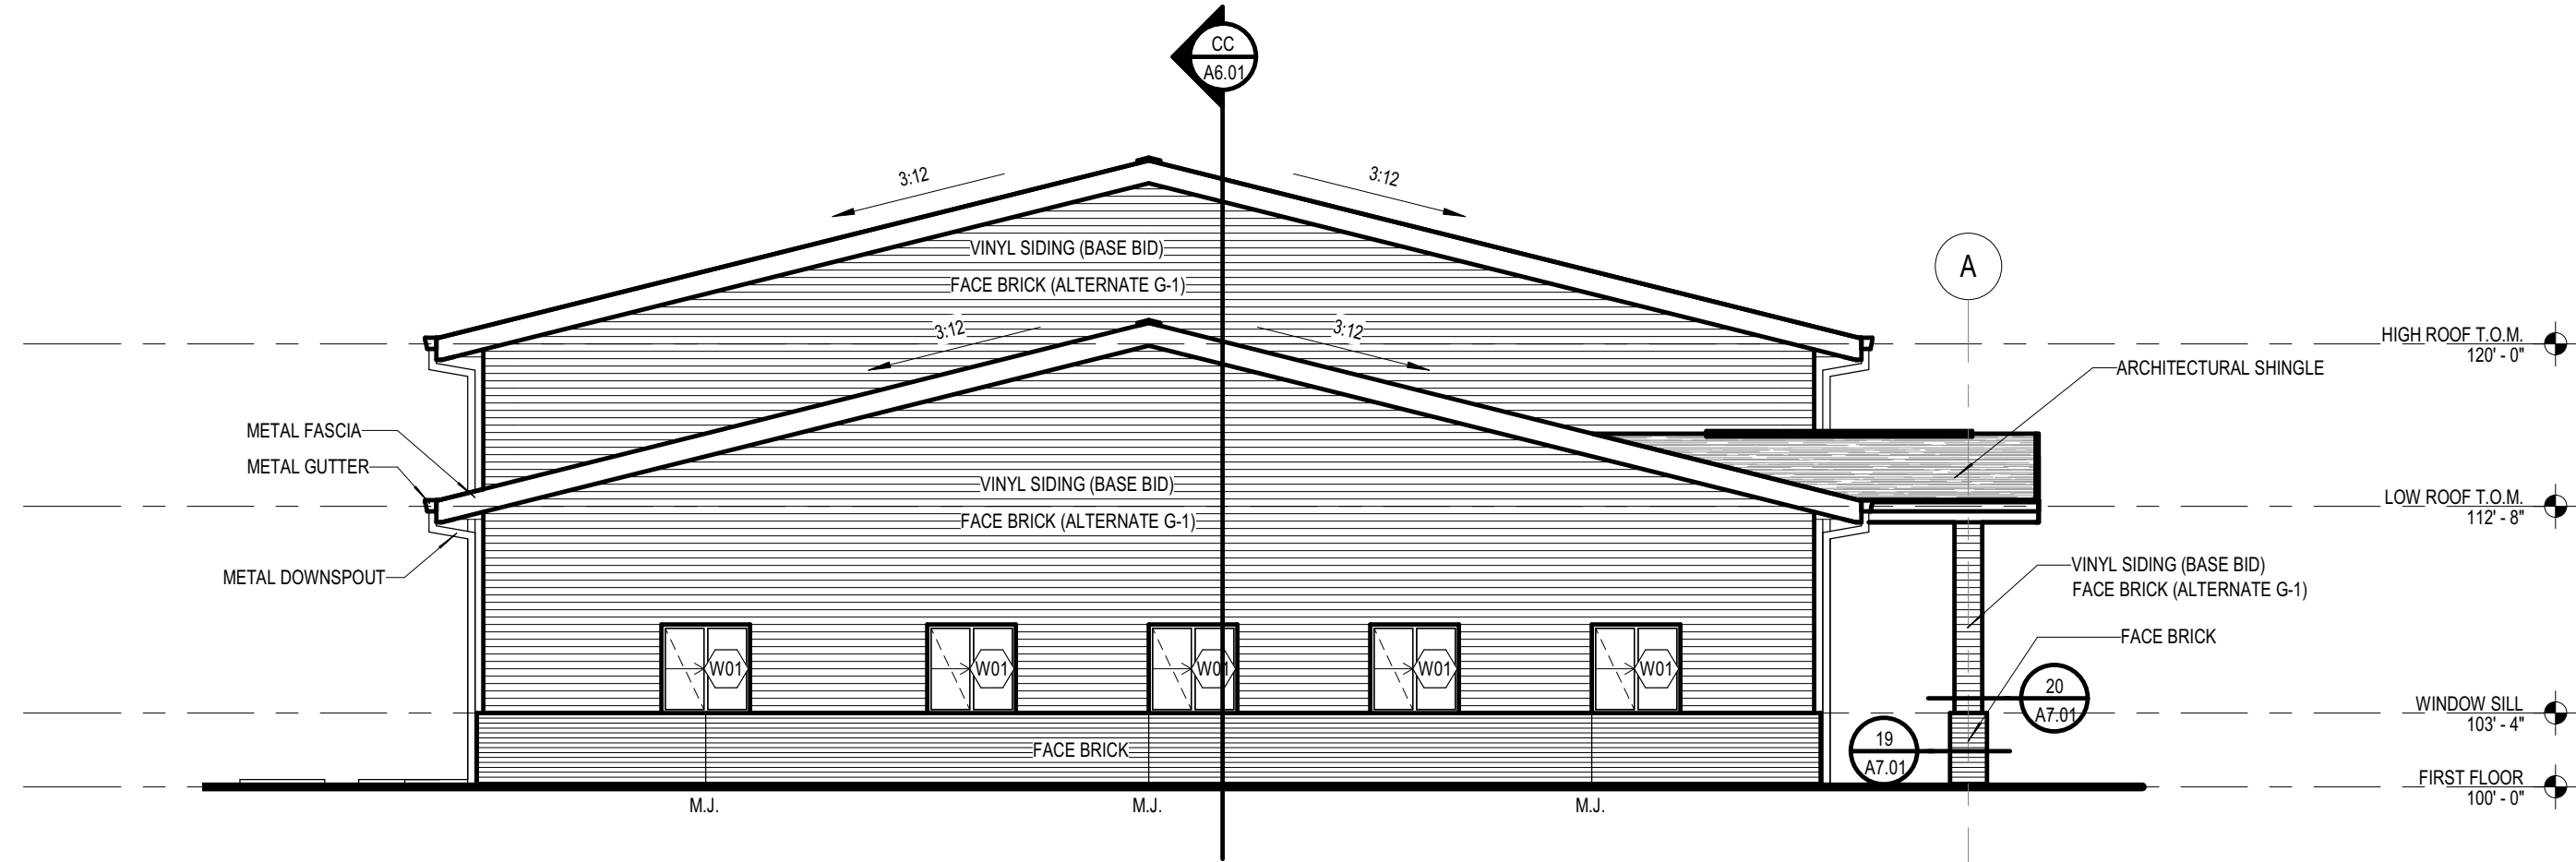 CC
A6.01
3:12
3:12
VINYL SIDING (BASE BID)
FACE BRICK (ALTERNATE G-1)
A
3:12
3:12
HIGH ROOF T.O.M.
120' - 0"
ARCHITECTURAL SHINGLE
METAL FASCIA
METAL GUTTER
VINYL SIDING (BASE BID)
FACE BRICK (ALTERNATE G-1)
LOW ROOF T.O.M.
112' - 8"
METAL DOWNSPOUT
VINYL SIDING (BASE BID)
FACE BRICK (ALTERNATE G-1)
FACE BRICK
W01
W01
W01
W01
W01
20
A7.01
WINDOW SILL
103' - 4"
FACE BRICK
19
A7.01
FIRST FLOOR
100' - 0"
M.J.
M.J.
M.J.